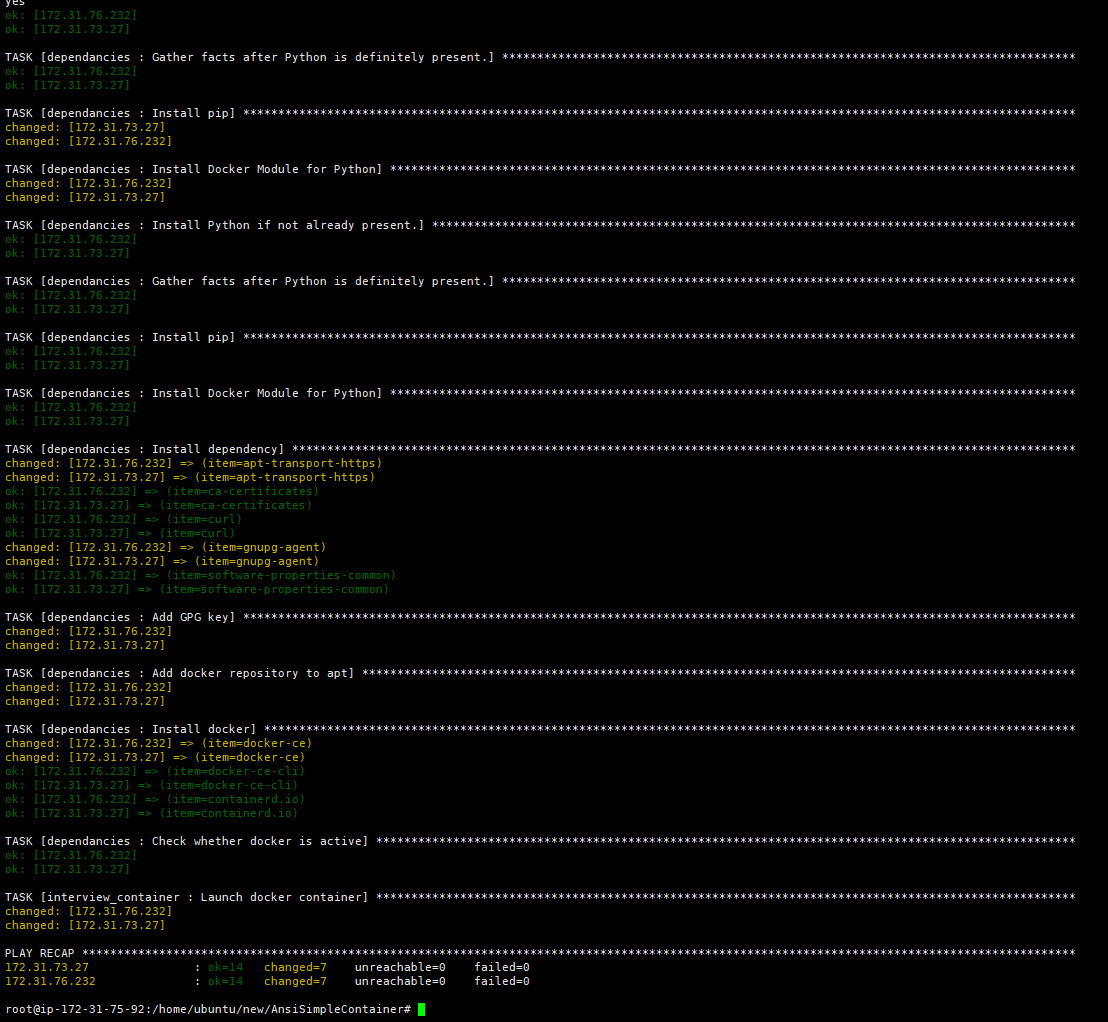 yes
ok: [172.31.76.232]
ok: [172.31.73.27]
TASK [dependancies : Gather facts after Python is definitely present.] **********************************************************************************
ok: [172.31.76.232]
ok: [172.31.73.27]
TASK [dependancies : Install pip] ***********************************************************************************************************************
changed: [172.31.73.27]
changed: [172.31.76.232]
TASK [dependancies : Install Docker Module for Python] **************************************************************************************************
changed: [172.31.76.232]
changed: [172.31.73.27]
TASK [dependancies : Install Python if not already present.] ********************************************************************************************
ok: [172.31.76.232]
ok: [172.31.73.27]
TASK [dependancies : Gather facts after Python is definitely present.] **********************************************************************************
ok: [172.31.76.232]
ok: [172.31.73.27]
TASK [dependancies : Install pip] ***********************************************************************************************************************
ok: [172.31.76.232]
ok: [172.31.73.27]
TASK [dependancies : Install Docker Module for Python] **************************************************************************************************
ok: [172.31.76.232]
ok: [172.31.73.27]
TASK [dependancies : Install dependency] ****************************************************************************************************************
changed: [172.31.76.232] => (item=apt-transport-https)
changed: [172.31.73.27] => (item=apt-transport-https)
ok: [172.31.76.232] => (item=ca-certificates)
ok: [172.31.73.27] => (item=ca-certificates)
ok: [172.31.76.232] => (item=curl)
ok: [172.31.73.27] => (item=curl)
changed: [172.31.76.232] => (item=gnupg-agent)
changed: [172.31.73.27] => (item=gnupg-agent)
ok: [172.31.76.232] => (item=software-properties-common)
ok: [172.31.73.27] => (item=software-properties-common)
TASK [dependancies : Add GPG key] ***********************************************************************************************************************
changed: [172.31.76.232]
changed: [172.31.73.27]
TASK [dependancies : Add docker repository to apt] ******************************************************************************************************
changed: [172.31.76.232]
changed: [172.31.73.27]
TASK [dependancies : Install docker] ********************************************************************************************************************
changed: [172.31.76.232] => (item=docker-ce)
changed: [172.31.73.27] => (item=docker-ce)
ok: [172.31.76.232] => (item=docker-ce-cli)
ok: [172.31.73.27] => (item=docker-ce-cli)
ok: [172.31.76.232] => (item=containerd.io)
ok: [172.31.73.27] => (item=containerd.io)
TASK [dependancies : Check whether docker is active] ****************************************************************************************************
ok: [172.31.76.232]
ok: [172.31.73.27]
TASK [interview_container : Launch docker container] ****************************************************************************************************
changed: [172.31.76.232]
changed: [172.31.73.27]
PLAY RECAP **********************************************************************************************************************************************
172.31.73.27 : ok=14 changed=7 unreachable=0 failed=0
172.31.76.232 : ok=14 changed=7 unreachable=0 failed=0
root@ip-172-31-75-92:/home/ubuntu/new/AnsiSimpleContainer#